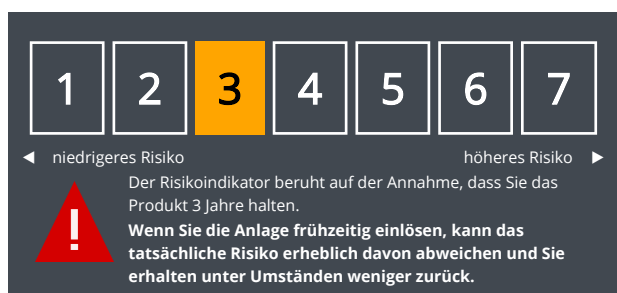 1 2 3 4 5 6 7
niedrigeres Risiko höheres Risiko
Der Risikoindikator beruht auf der Annahme, dass Sie das
Produkt 3 Jahre halten.
Wenn Sie die Anlage frühzeitig einlösen, kann das
tatsächliche Risiko erheblich davon abweichen und Sie
erhalten unter Umständen weniger zurück.
!